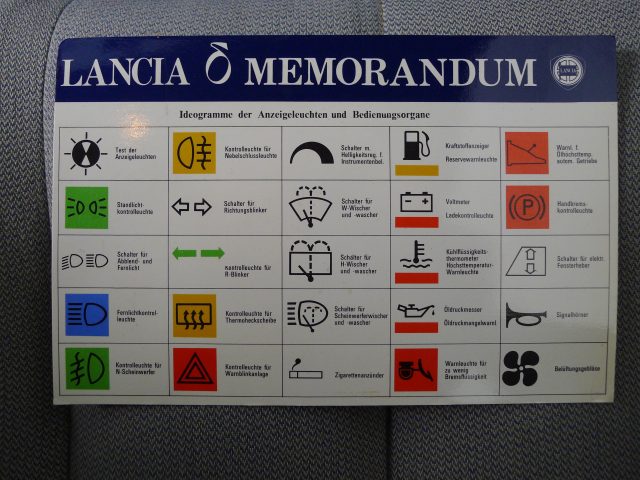 LANCIA δ MEMORANDUM
LANCIA
Ideogramme der Anzeigeleuchten und Bedienungsorgane
Test der
Anzeigeleuchten
Kontrolleuchte für
Nebelschlussleuchte
Schalter m.
Helligkeitsreg. f.
Instrumentenbel.
Kraftstoffanzeiger
Reservewarnleuchte
Warnl. f.
Ölhöchsttemp.
autom. Getriebe
Standlicht-
kontrolleuchte
Schalter für
Richtungsblinker
Schalter für
W-Wischer
und -wascher
Voltmeter
Ladekontrolleuchte
Handbrems-
kontrolleuchte
Schalter für
Abblend- und
Fernlicht
kontrolleuchte für
R-Blinker
Schalter für
H-Wischer
und -wascher
Kühlflüssigkeits-
thermometer
Höchsttemperatur-
Warnleuchte
Schalter für elektr.
Fensterheber
Fernlichtkontrol-
leuchte
Kontrolleuchte für
Thermoheckscheibe
Schalter für
Scheinwerferwischer
und -wascher
Öldruckmesser
Öldruckmangelwarnl.
Signalhörner
Kontrolleuchte für
N-Scheinwerfer
Kontrolleuchte für
Warnblinkanlage
Zigarettenanzünder
Warnleuchte für
zu wenig
Bremsflüssigkeit
Belüftungsgebläse